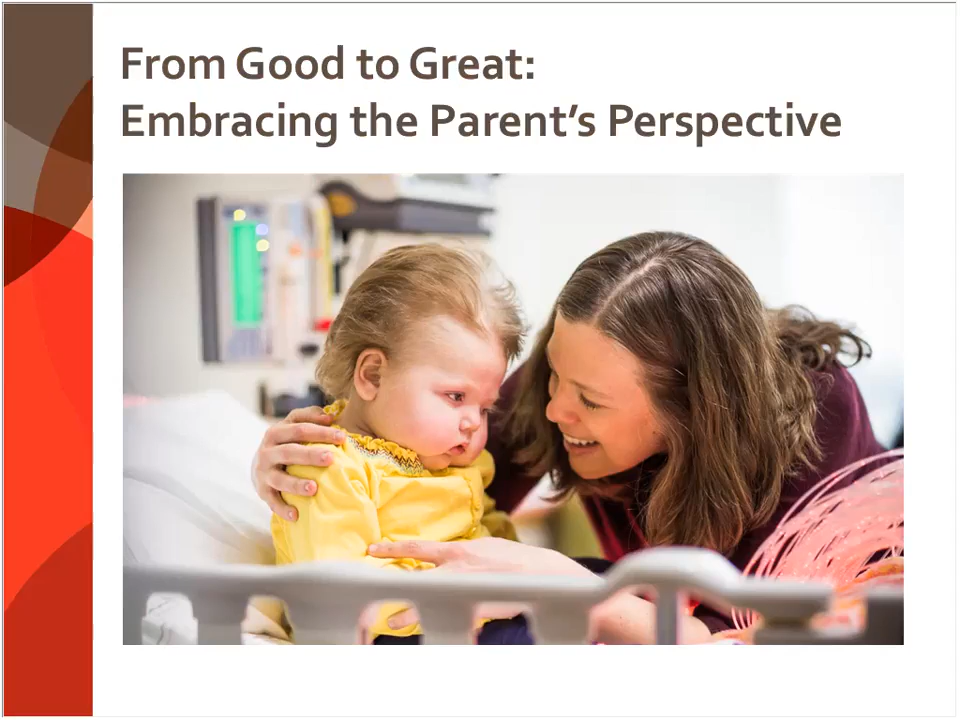 From Good to Great:
Embracing the Parent’s Perspective